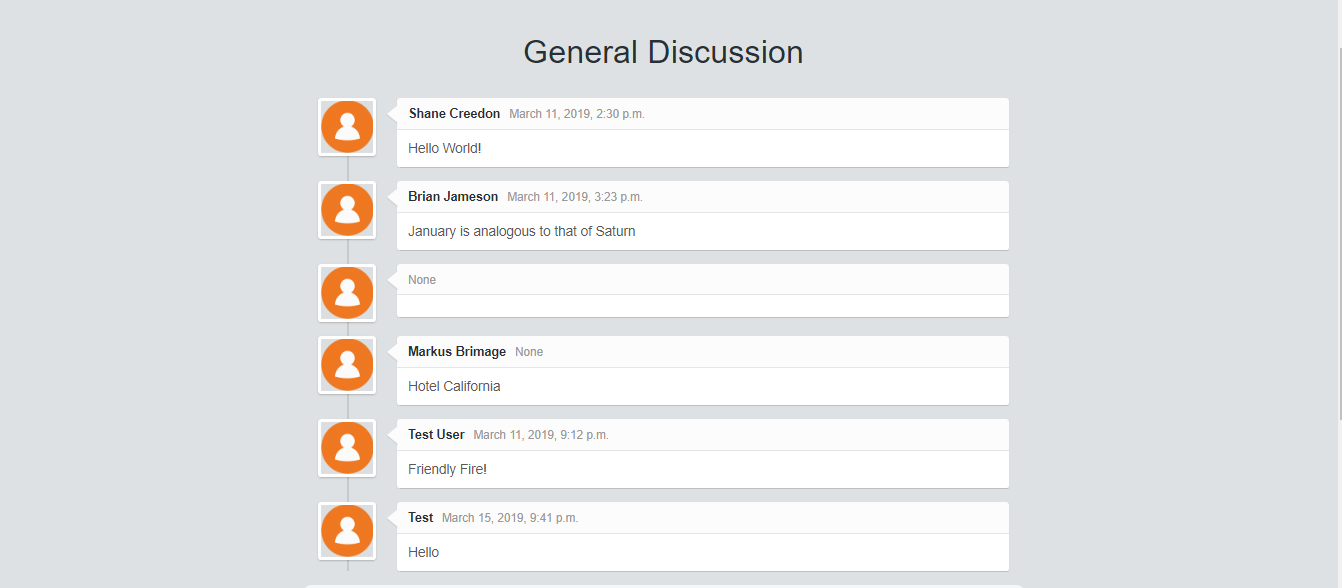 General Discussion
Shane Creedon March 11, 2019, 2:30 p.m.
Hello World!
Brian Jameson March 11, 2019, 3:23 p.m.
January is analogous to that of Saturn
None
Markus Brimage None
Hotel California
Test User March 11, 2019, 9:12 p.m.
Friendly Fire!
Test March 15, 2019, 9:41 p.m.
Hello